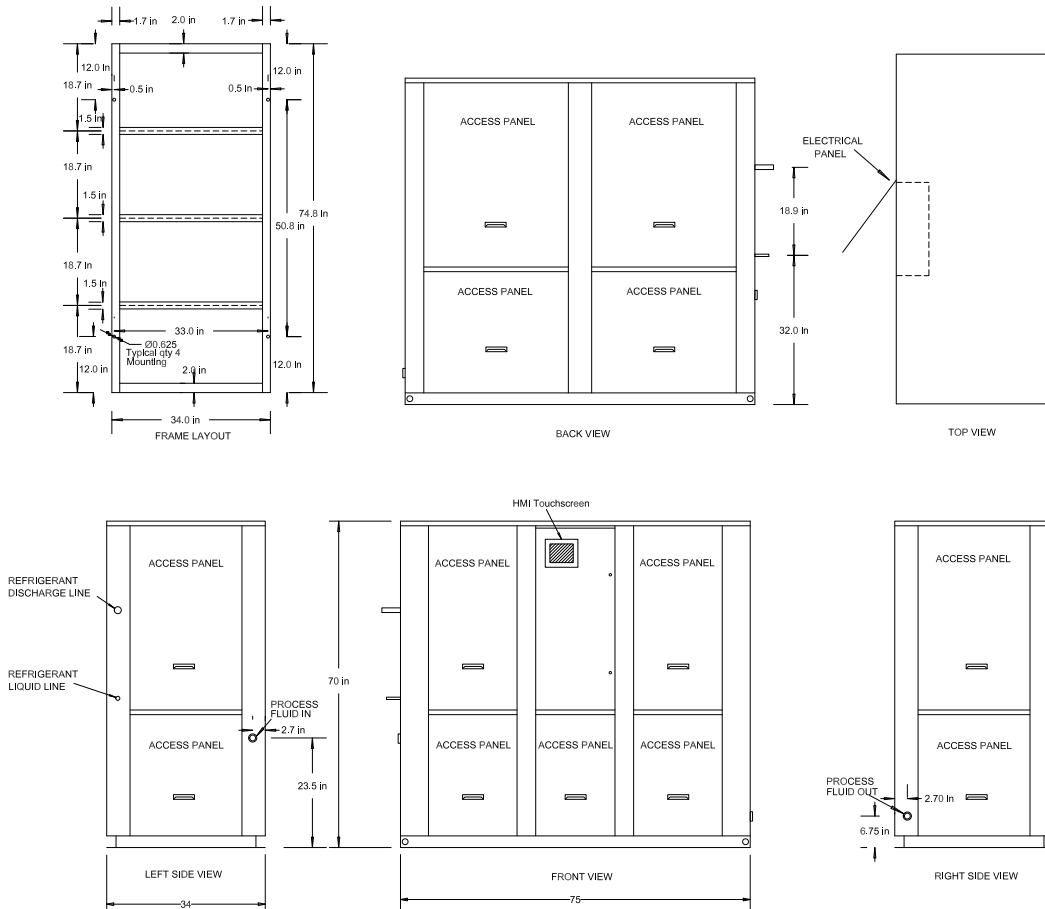 1.7 in
2.0 in
1.7 in
12.0 in
12.0 in
18.7 in
0.5 in
0.5 in
1.5 in
18.7 in
1.5 in
74.8 in
50.8 in
18.7 in
1.5 in
33.0 in
Ø0.625
Typical qty 4
Mounting
18.7 in
12.0 in
2.0 in
12.0 in
34.0 in
FRAME LAYOUT
ACCESS PANEL
ACCESS PANEL
ACCESS PANEL
ACCESS PANEL
18.9 in
32.0 in
BACK VIEW
ELECTRICAL
PANEL
TOP VIEW
REFRIGERANT
DISCHARGE LINE
REFRIGERANT
LIQUID LINE
ACCESS PANEL
ACCESS PANEL
PROCESS
FLUID IN
2.7 in
23.5 in
LEFT SIDE VIEW
34
HMI Touchscreen
70 in
ACCESS PANEL
ACCESS PANEL
ACCESS PANEL
ACCESS PANEL
ACCESS PANEL
FRONT VIEW
75
ACCESS PANEL
ACCESS PANEL
PROCESS
FLUID OUT
2.70 in
6.75 in
RIGHT SIDE VIEW